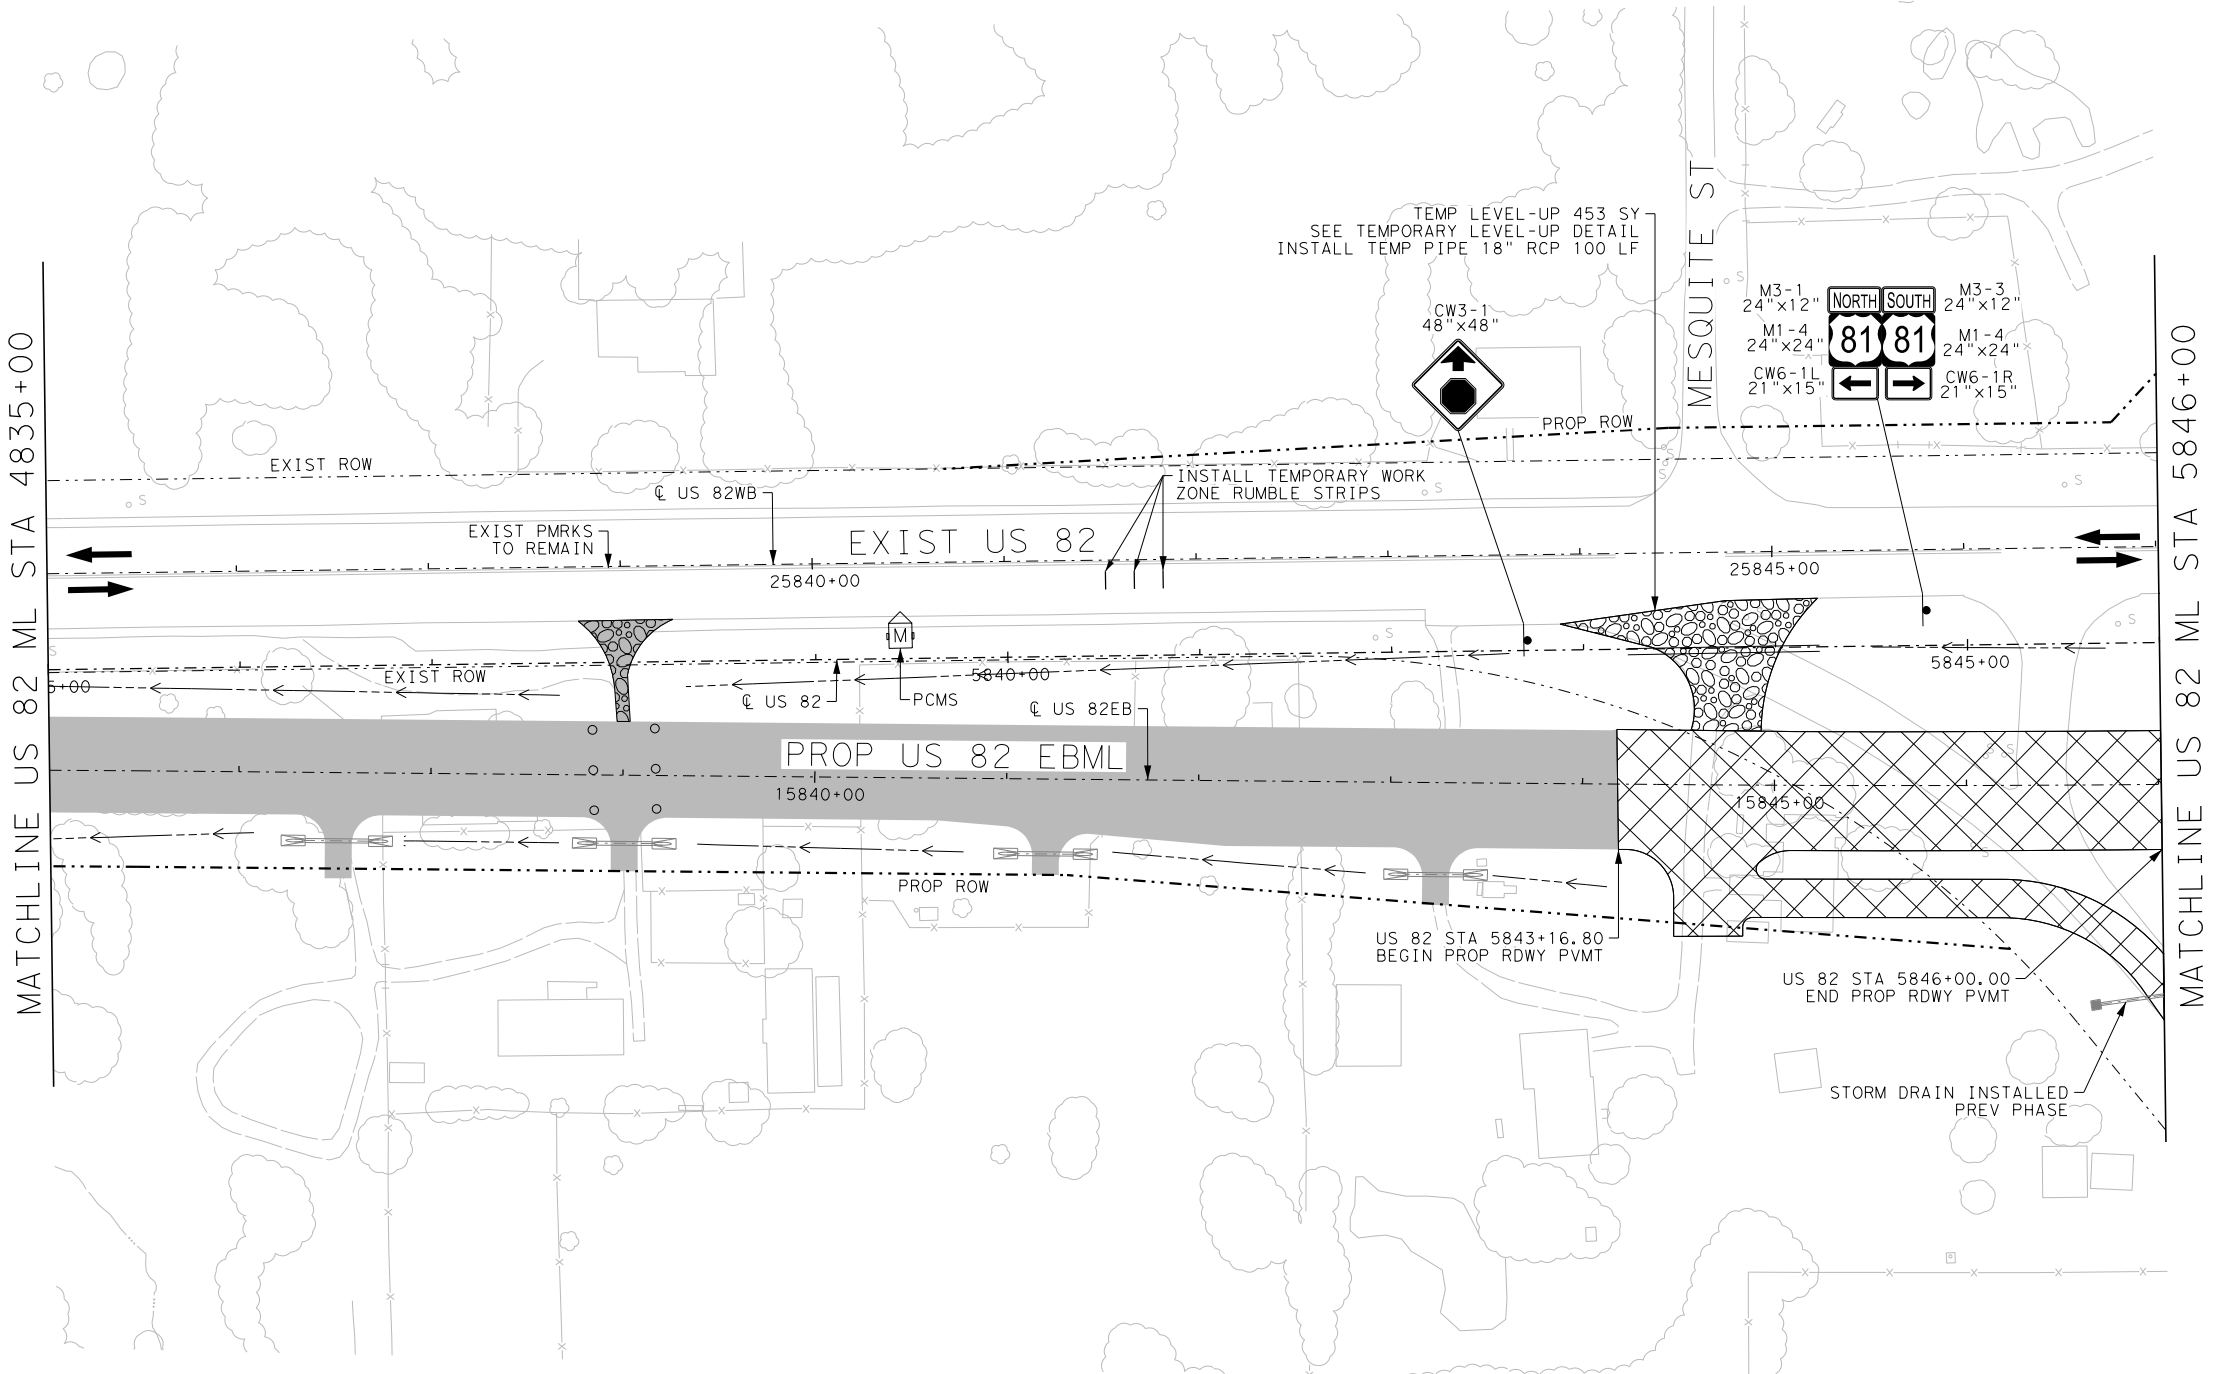 TEMP LEVEL-UP 453 SY
SEE TEMPORARY LEVEL-UP DETAIL
INSTALL TEMP PIPE 18" RCP 100 LF
MESQUITE ST
CW3-1
48"x48"
M3-1
24"x12"
M1-4
24"x24"
CW6-1L
21"x15"
NORTH
SOUTH
81
81
M3-3
24"x12"
M1-4
24"x24"
CW6-1R
21"x15"
MATCHLINE US 82 ML STA 4835+00
MATCHLINE US 82 ML STA 5846+00
PROP ROW
EXIST ROW
℄ US 82WB
INSTALL TEMPORARY WORK
ZONE RUMBLE STRIPS
EXIST PMRKS
TO REMAIN
EXIST US 82
25840+00
25845+00
S
S
S
S
S
S
S
S
S
S
S
S
S
M
EXIST ROW
5+00
℄ US 82
PCMS
5840+00
5845+00
℄ US 82EB
PROP US 82 EBML
15840+00
15845+00
PROP ROW
US 82 STA 5843+16.80
BEGIN PROP RDWY PVMT
US 82 STA 5846+00.00
END PROP RDWY PVMT
STORM DRAIN INSTALLED
PREV PHASE